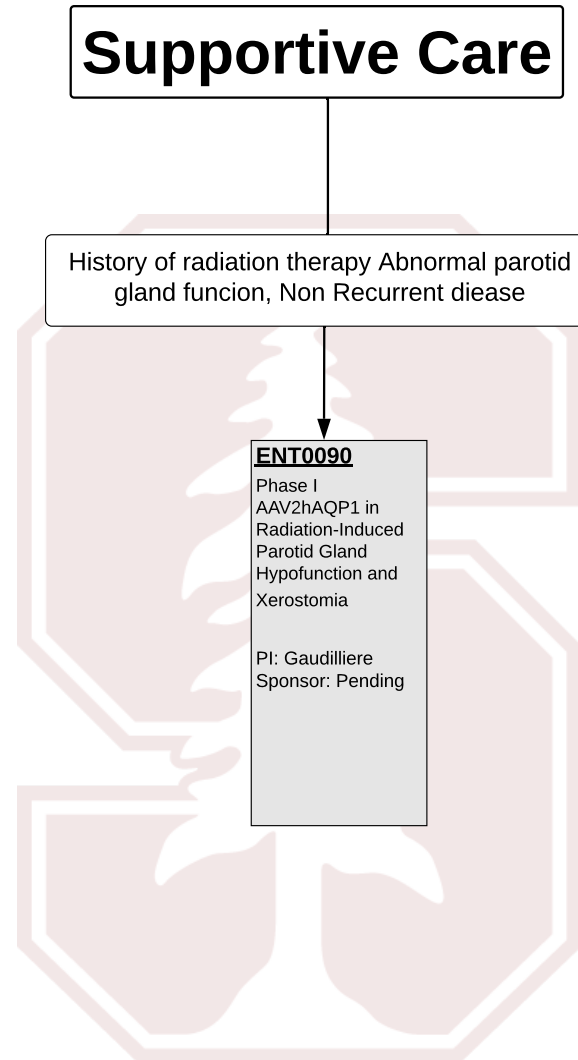 Supportive Care
History of radiation therapy Abnormal parotid
gland funcion, Non Recurrent diease
ENT0090
Phase I
AAV2hAQP1 in
Radiation-Induced
Parotid Gland
Hypofunction and
Xerostomia
PI: Gaudilliere
Sponsor: Pending